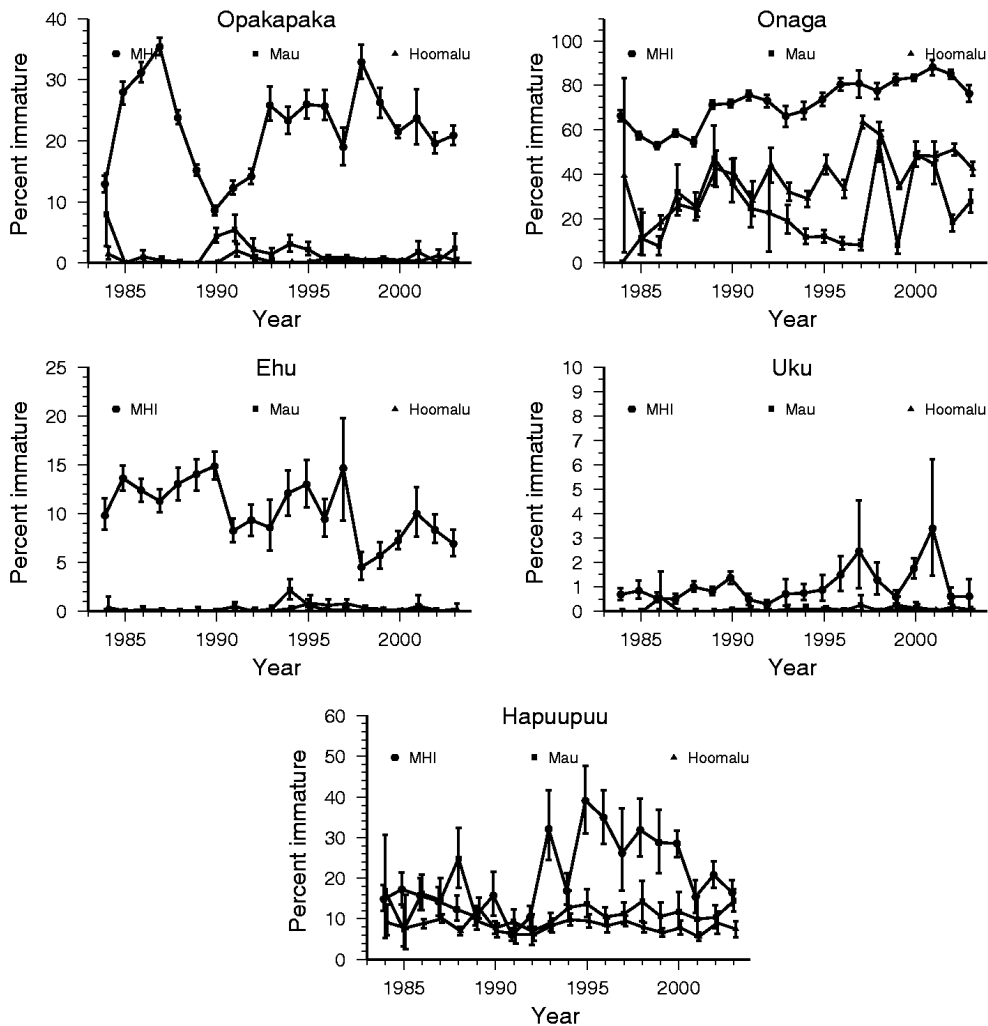 Opakapaka
Percent immature
40
30
20
10
0
MHI
Mau
Hoomalu
1985
1990
1995
2000
Year
Onaga
Percent immature
100
80
60
40
20
0
MHI
Mau
Hoomalu
1985
1990
1995
2000
Year
Ehu
Percent immature
25
20
15
10
5
0
MHI
Mau
Hoomalu
1985
1990
1995
2000
Year
Uku
Percent immature
10
9
8
7
6
5
4
3
2
1
0
MHI
Mau
Hoomalu
1985
1990
1995
2000
Year
Hapuupuu
Percent immature
60
50
40
30
20
10
0
MHI
Mau
Hoomalu
1985
1990
1995
2000
Year